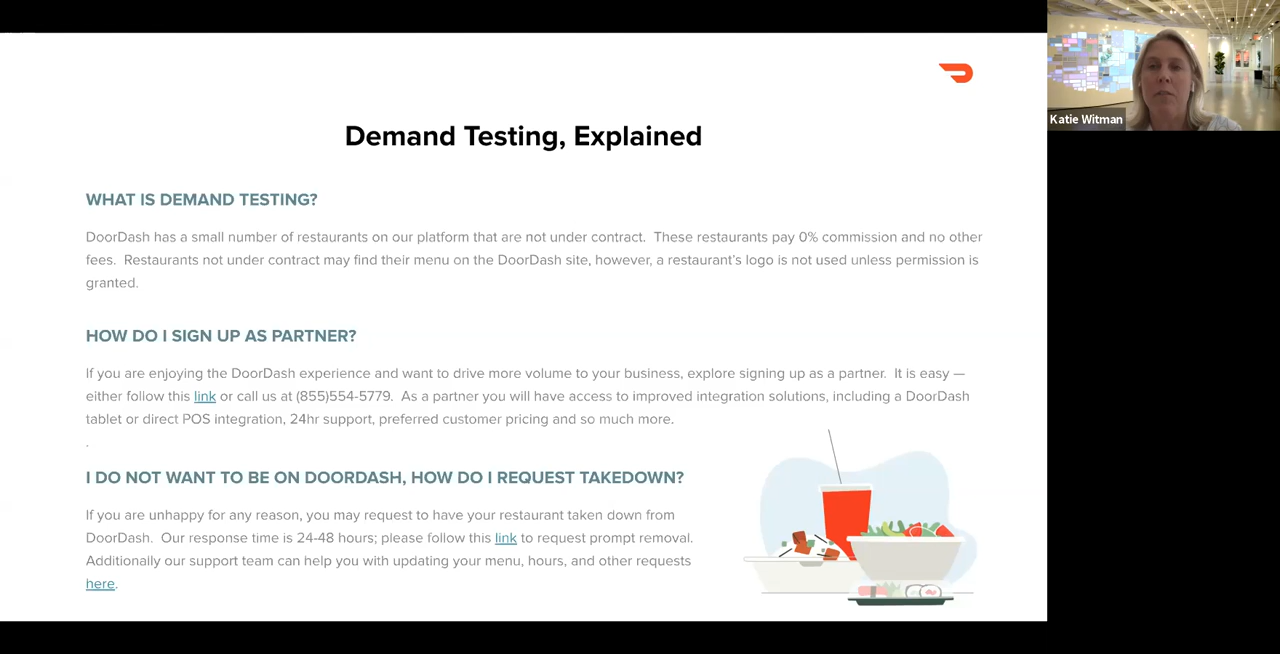 Demand Testing, Explained
WHAT IS DEMAND TESTING?
DoorDash has a small number of restaurants on our platform that are not under contract. These restaurants pay 0% commission and no other
fees. Restaurants not under contract may find their menu on the DoorDash site, however, a restaurant's logo is not used unless permission is
granted.
HOW DO I SIGN UP AS PARTNER?
If you are enjoying the DoorDash experience and want to drive more volume to your business, explore signing up as a partner. It is easy —
either follow this link or call us at (855)554-5779. As a partner you will have access to improved integration solutions, including a DoorDash
tablet or direct POS integration, 24hr support, preferred customer pricing and so much more.
.
I DO NOT WANT TO BE ON DOORDASH, HOW DO I REQUEST TAKEDOWN?
If you are unhappy for any reason, you may request to have your restaurant taken down from
DoorDash. Our response time is 24-48 hours; please follow this link to request prompt removal.
Additionally our support team can help you with updating your menu, hours, and other requests
here.
Katie Witman